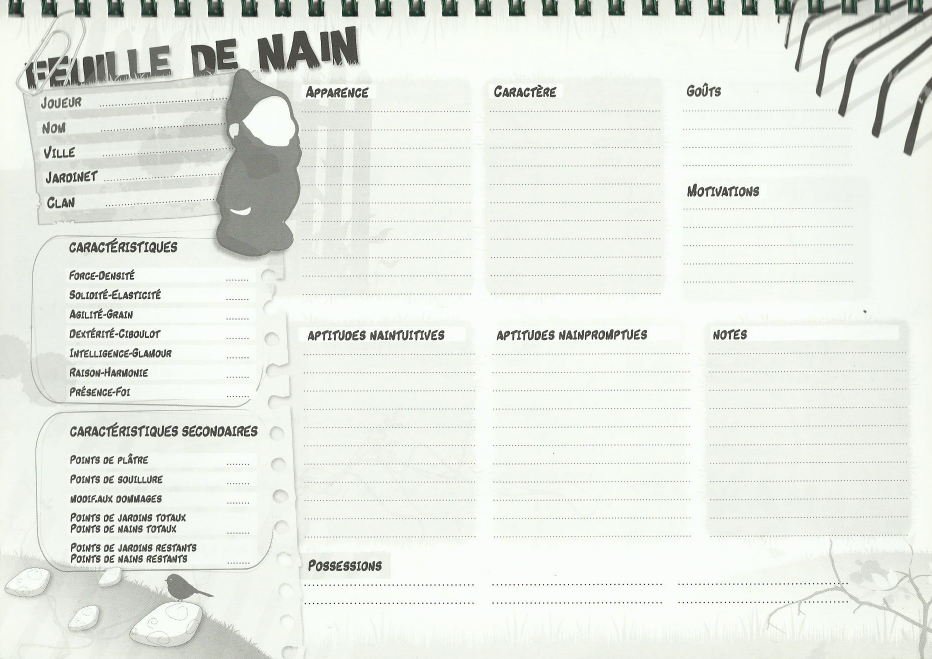 FEUILLE DE NAIN
JOUEUR
NOM
VILLE
JARDINET
CLAN
APPARENCE
CARACTÈRE
GOÛTS
MOTIVATIONS
CARACTÉRISTIQUES
FORCE-DENSITÉ
SOLIDITÉ-ELASTICITÉ
AGILITÉ-GRAIN
DEXTÉRITÉ-CIBOULOT
INTELLIGENCE-GLAMOUR
RAISON-HARMONIE
PRÉSENCE-FOI
CARACTÉRISTIQUES SECONDAIRES
POINTS DE PLÂTRE
POINTS DE SOUILLURE
MODIF.AUX DOMMAGES
POINTS DE JARDINS TOTAUX
POINTS DE NAINS TOTAUX
POINTS DE JARDINS RESTANTS
POINTS DE NAINS RESTANTS
APTITUDES NAINTUITIVES
APTITUDES NAINPROMPTUES
NOTES
POSSESSIONS